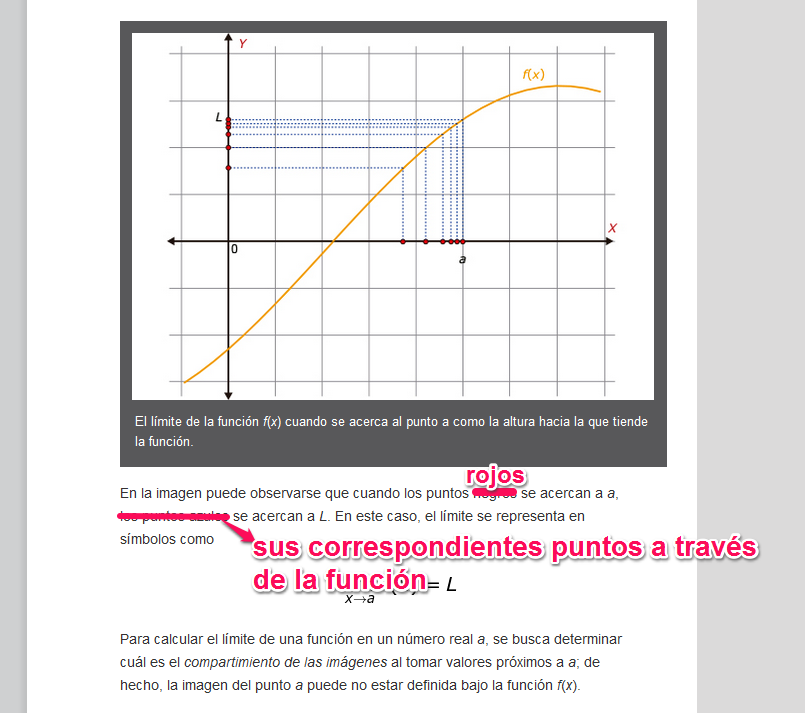 Y
f(x)
L
X
0
a
El límite de la función f(x) cuando se acerca al punto a como la altura hacia la que tiende
la función.
rojos
En la imagen puede observarse que cuando los puntos negros se acercan a a,
los puntos azules se acercan a L. En este caso, el límite se representa en
símbolos como
sus correspondientes puntos a través
de la función
x→a = L
Para calcular el límite de una función en un número real a, se busca determinar
cuál es el compartimiento de las imágenes al tomar valores próximos a a; de
hecho, la imagen del punto a puede no estar definida bajo la función f(x).